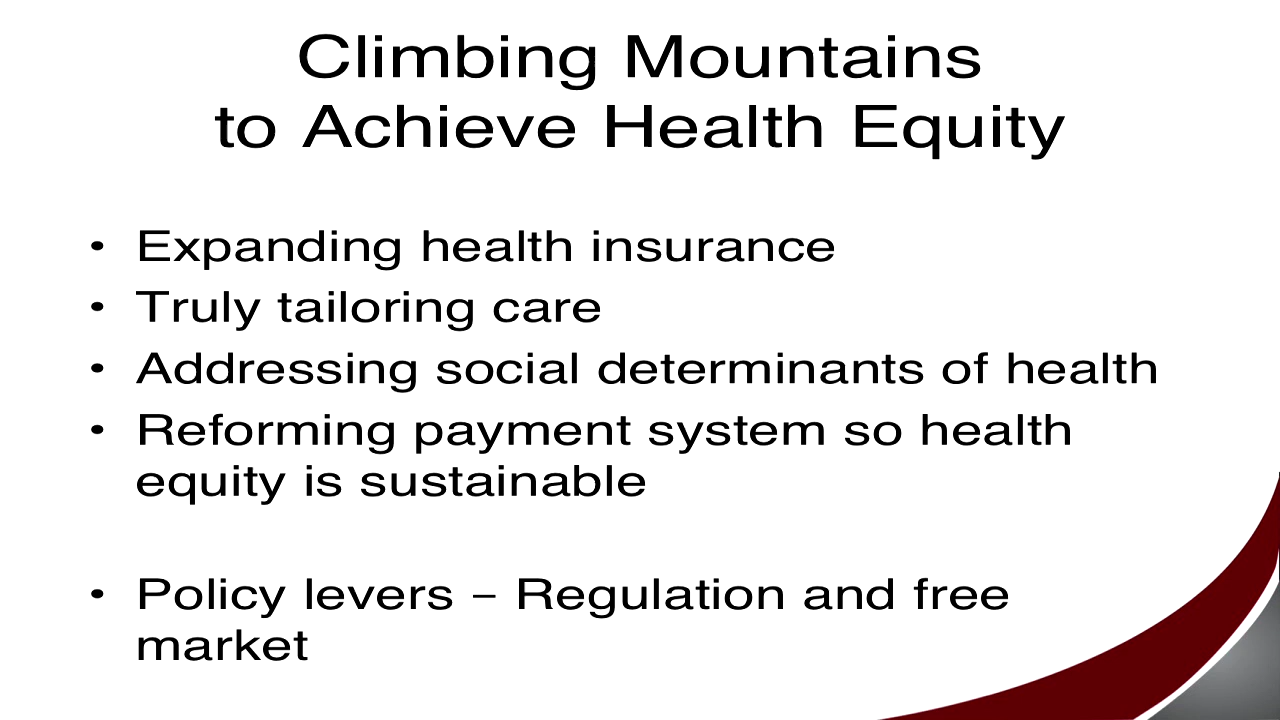 Climbing Mountains
to Achieve Health Equity
• Expanding health insurance
• Truly tailoring care
• Addressing social determinants of health
• Reforming payment system so health
equity is sustainable
• Policy levers – Regulation and free
market